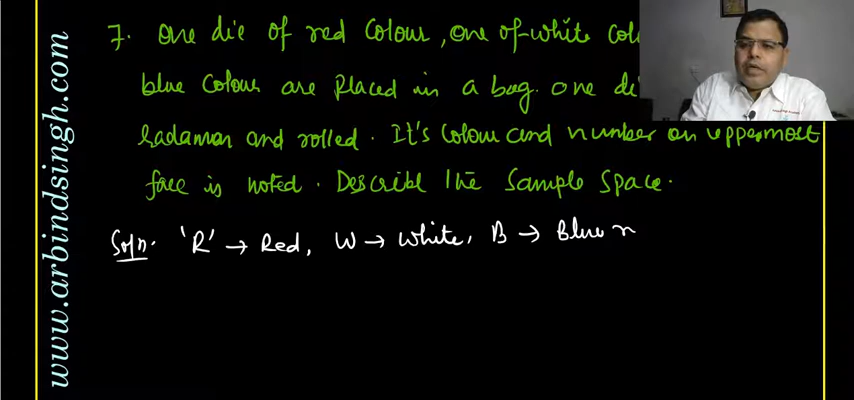 www.arbindsingh.com
7. One die of red colour, one of white
blue colour are placed in a bag. one
and rolled. It's colour and number on uppermost
face is noted. Describe the sample space.
Soln. 'R' → Red, W → white, B → Blue